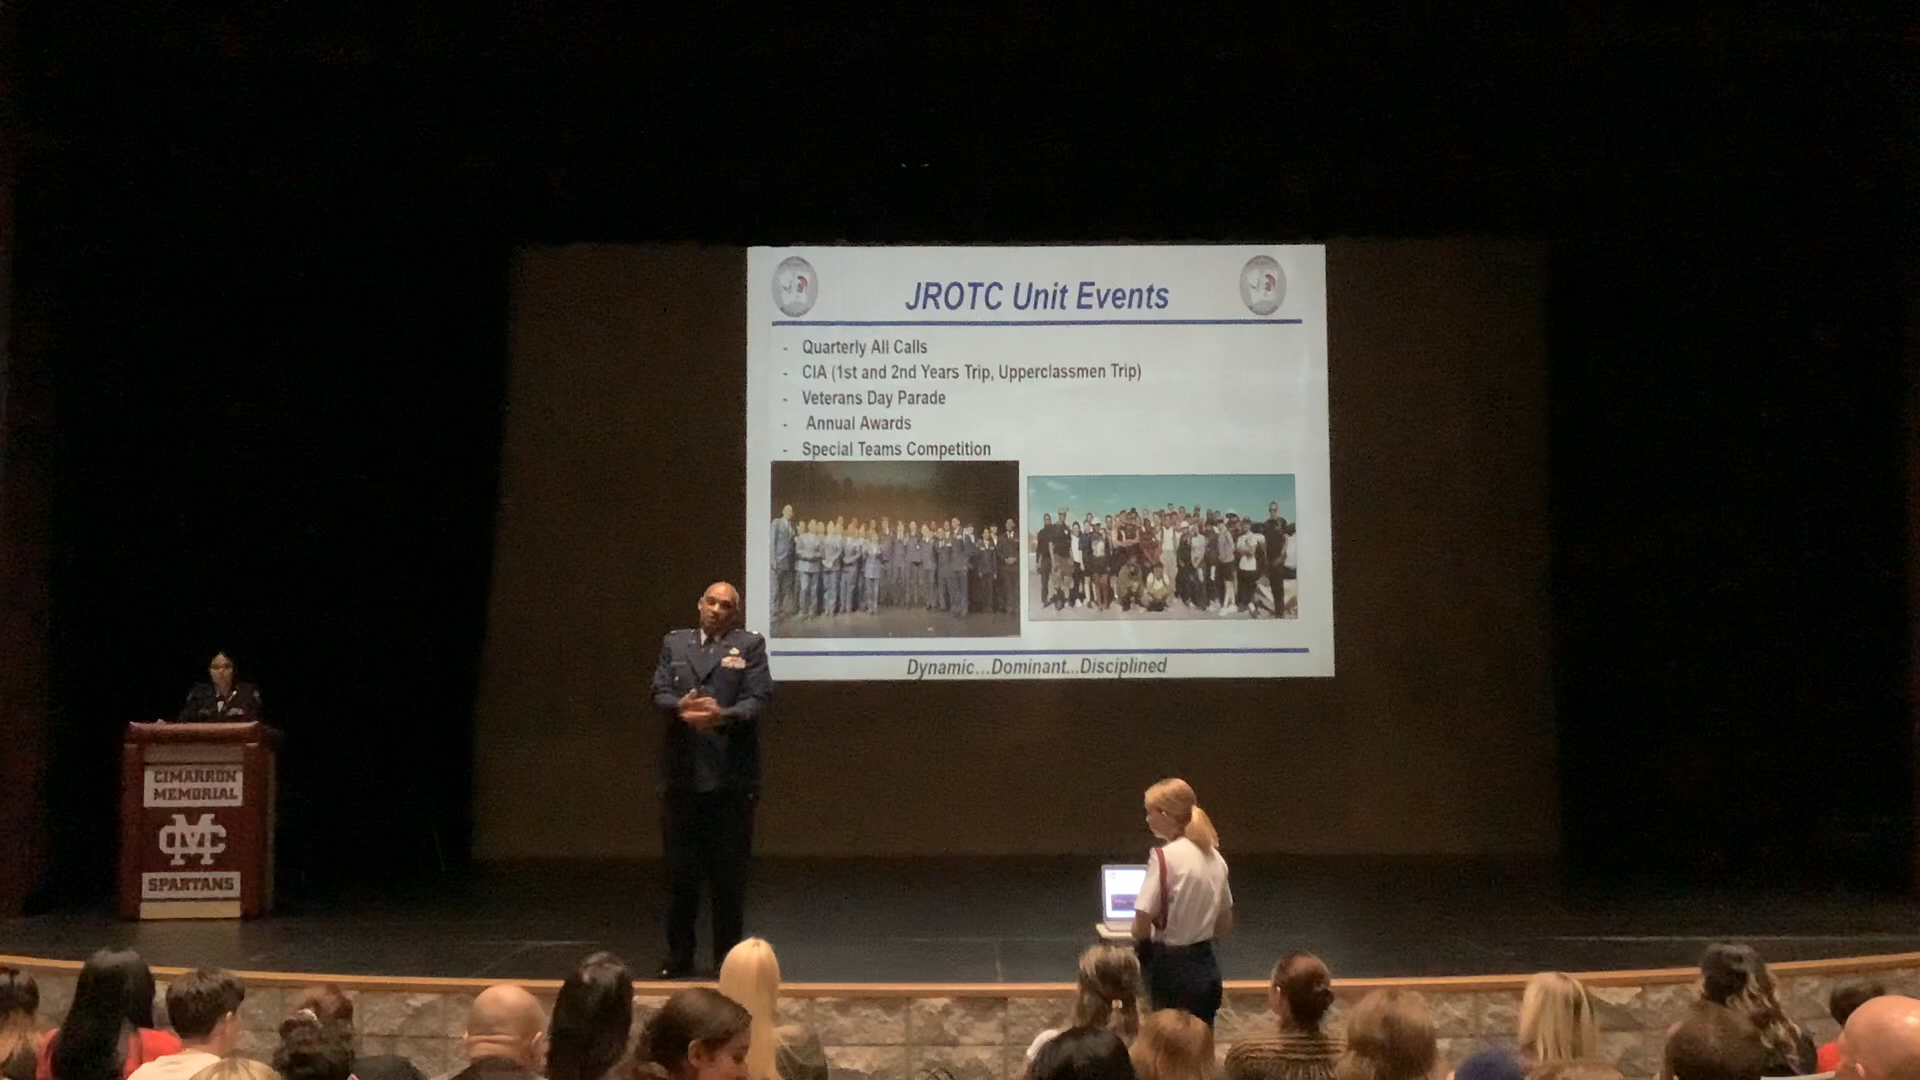 JROTC Unit Events
- Quarterly All Calls
- CIA (1st and 2nd Years Trip, Upperclassmen Trip)
- Veterans Day Parade
- Annual Awards
- Special Teams Competition
Dynamic...Dominant...Disciplined
CIMARRON
MEMORIAL
CM
SPARTANS